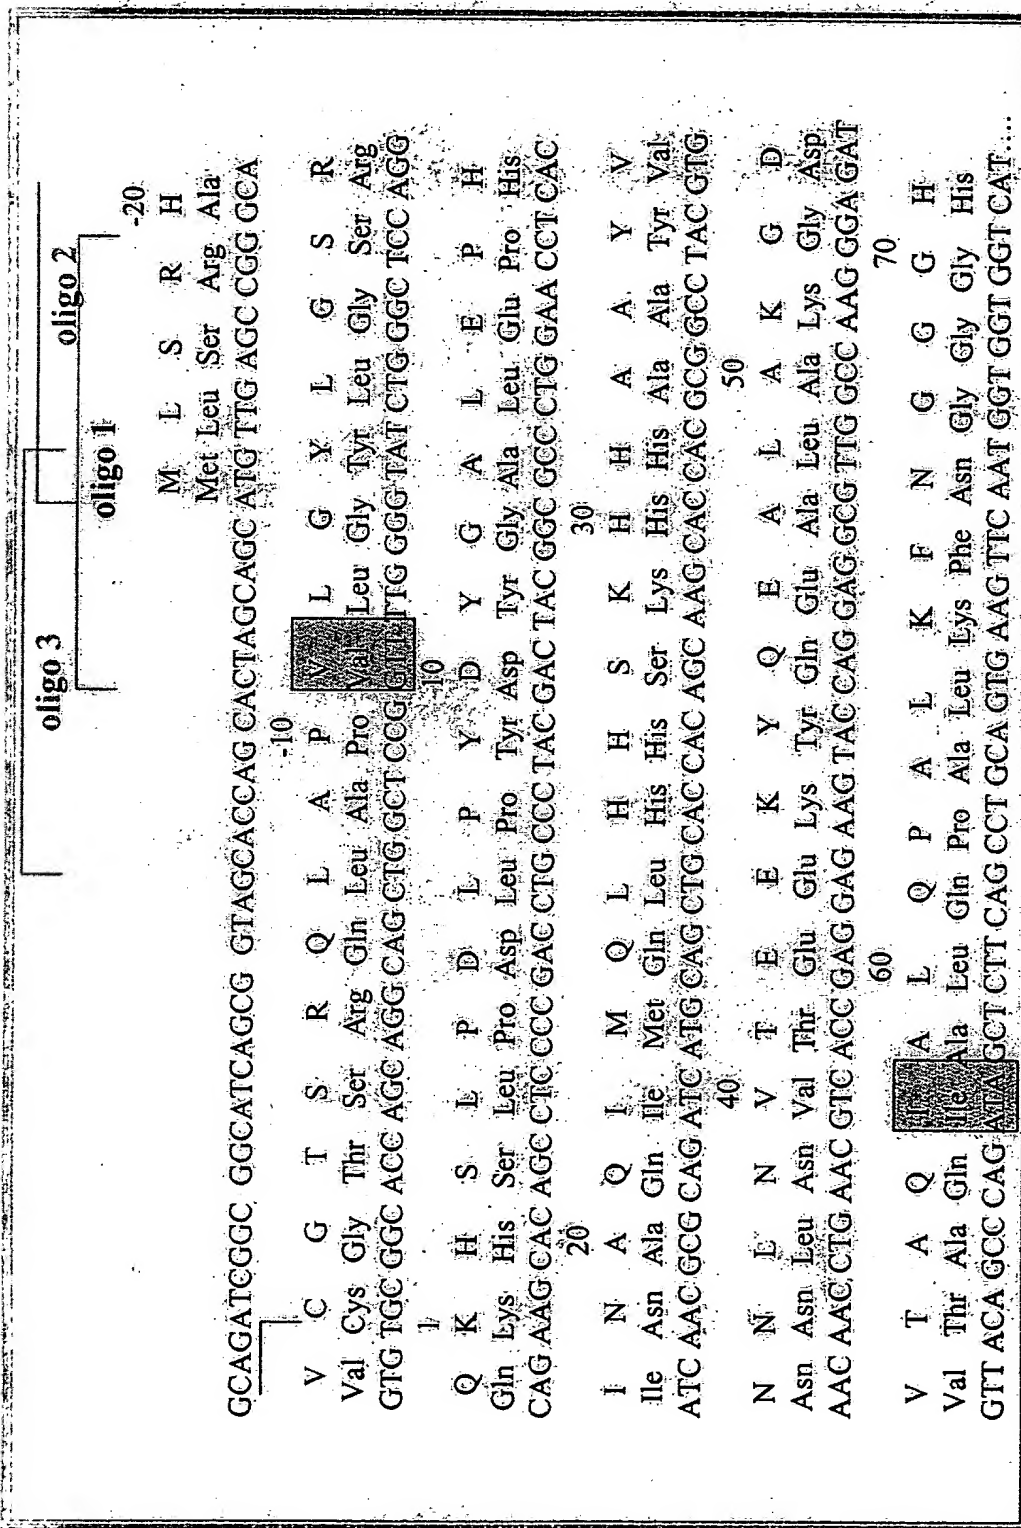 oligo 3
oligo 2
oligo 1
-20
M L S R H
Met Leu Ser Arg Ala
GCAGATCGGC GGCATCAGCG GTAGCACCAG CACTAGCAGC ATG TTG AGC CGG GCA
-10
V C G T S R Q L A P V L G Y L G S R
Val Cys Gly Thr Ser Arg Gln Leu Ala Pro Val Leu Gly Tyr Leu Gly Ser Arg
GTG TGC GGC ACC AGC AGG CAG CTG GCT CCG GTT TTG GGG TAT CTG GGC TCC AGG
1 10
Q K H S L P D L P Y D Y G A L E P H
Gln Lys His Ser Leu Pro Asp Leu Pro Tyr Asp Tyr Gly Ala Leu Glu Pro His
CAG AAG CAC AGC CTC CCC GAC CTG CCC TAC GAC TAC GGC GCC CTG GAA CCT CAC
20 30
I N A Q I M Q L H H S K H H A A Y V
Ile Asn Ala Gln Ile Met Gln Leu His His Ser Lys His His Ala Ala Tyr Val
ATC AAC GCG CAG ATC ATG CAG CTG CAC CAC AGC AAG CAC CAC GCG GCC TAC GTG
40 50
N N L N V T E E K Y Q E A L A K G D
Asn Asn Leu Asn Val Thr Glu Glu Lys Tyr Gln Glu Ala Leu Ala Lys Gly Asp
AAC AAC CTG AAC GTC ACC GAG GAG AAG TAC CAG GAG GCG TTG GCC AAG GGA GAT
60 70
V T A Q A L Q P A L K F N G G G H
Val Thr Ala Gln Ile Ala Leu Gln Pro Ala Leu Lys Phe Asn Gly Gly Gly His
GTT ACA GCC CAG ATA GCT CTT CAG CCT GCA GTG AAG TTC AAT GGT GGT GGT CAT....